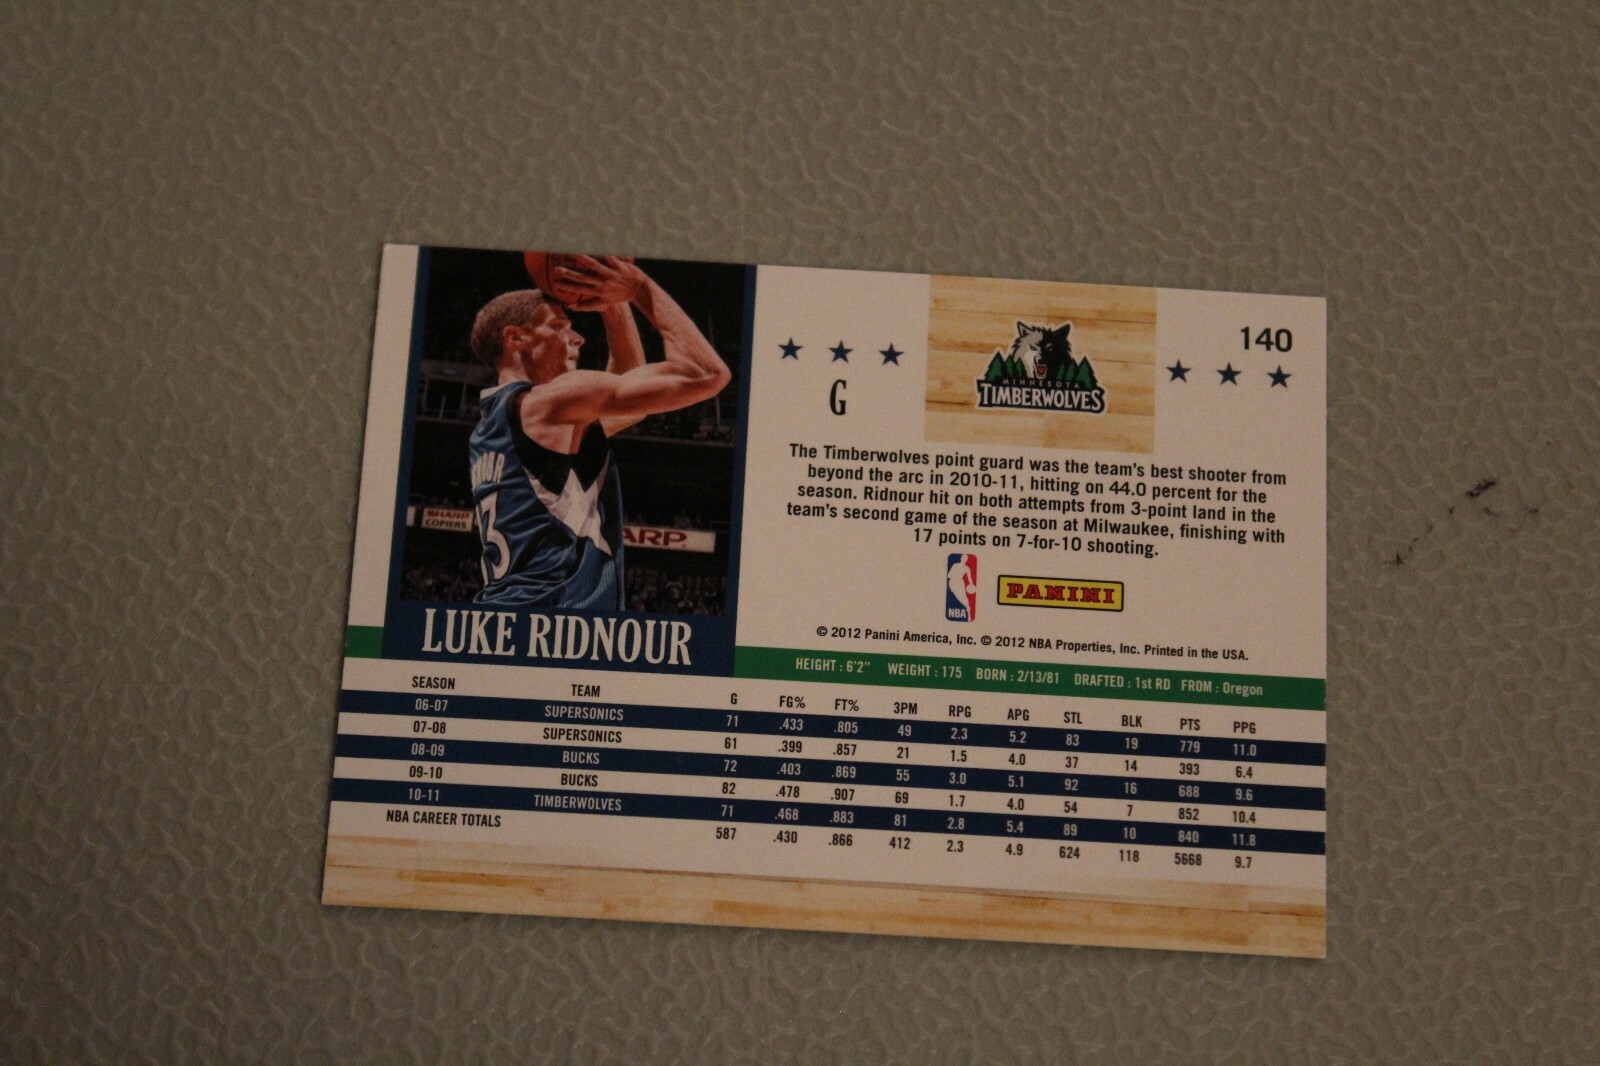 140
G
MINNESOTA
TIMBERWOLVES
The Timberwolves point guard was the team's best shooter from
beyond the arc in 2010-11, hitting on 44.0 percent for the
season. Ridnour hit on both attempts from 3-point land in the
team's second game of the season at Milwaukee, finishing with
17 points on 7-for-10 shooting.
NBA
PANINI
© 2012 Panini America, Inc. © 2012 NBA Properties, Inc. Printed in the USA.
SHARP
COPIERS
ARP
13
LUKE RIDNOUR
HEIGHT : 6'2" WEIGHT : 175 BORN : 2/13/81 DRAFTED : 1st RD FROM : Oregon
SEASON TEAM G FG% FT% 3PM RPG APG STL BLK PTS PPG
06-07 SUPERSONICS 71 .433 .805 49 2.3 5.2 83 19 779 11.0
07-08 SUPERSONICS 61 .399 .857 21 1.5 4.0 37 14 393 6.4
08-09 BUCKS 72 .403 .869 55 3.0 5.1 92 16 688 9.6
09-10 BUCKS 82 .478 .907 69 1.7 4.0 54 7 852 10.4
10-11 TIMBERWOLVES 71 .468 .883 81 2.8 5.4 89 10 840 11.8
NBA CAREER TOTALS 587 .430 .866 412 2.3 4.9 624 118 5668 9.7